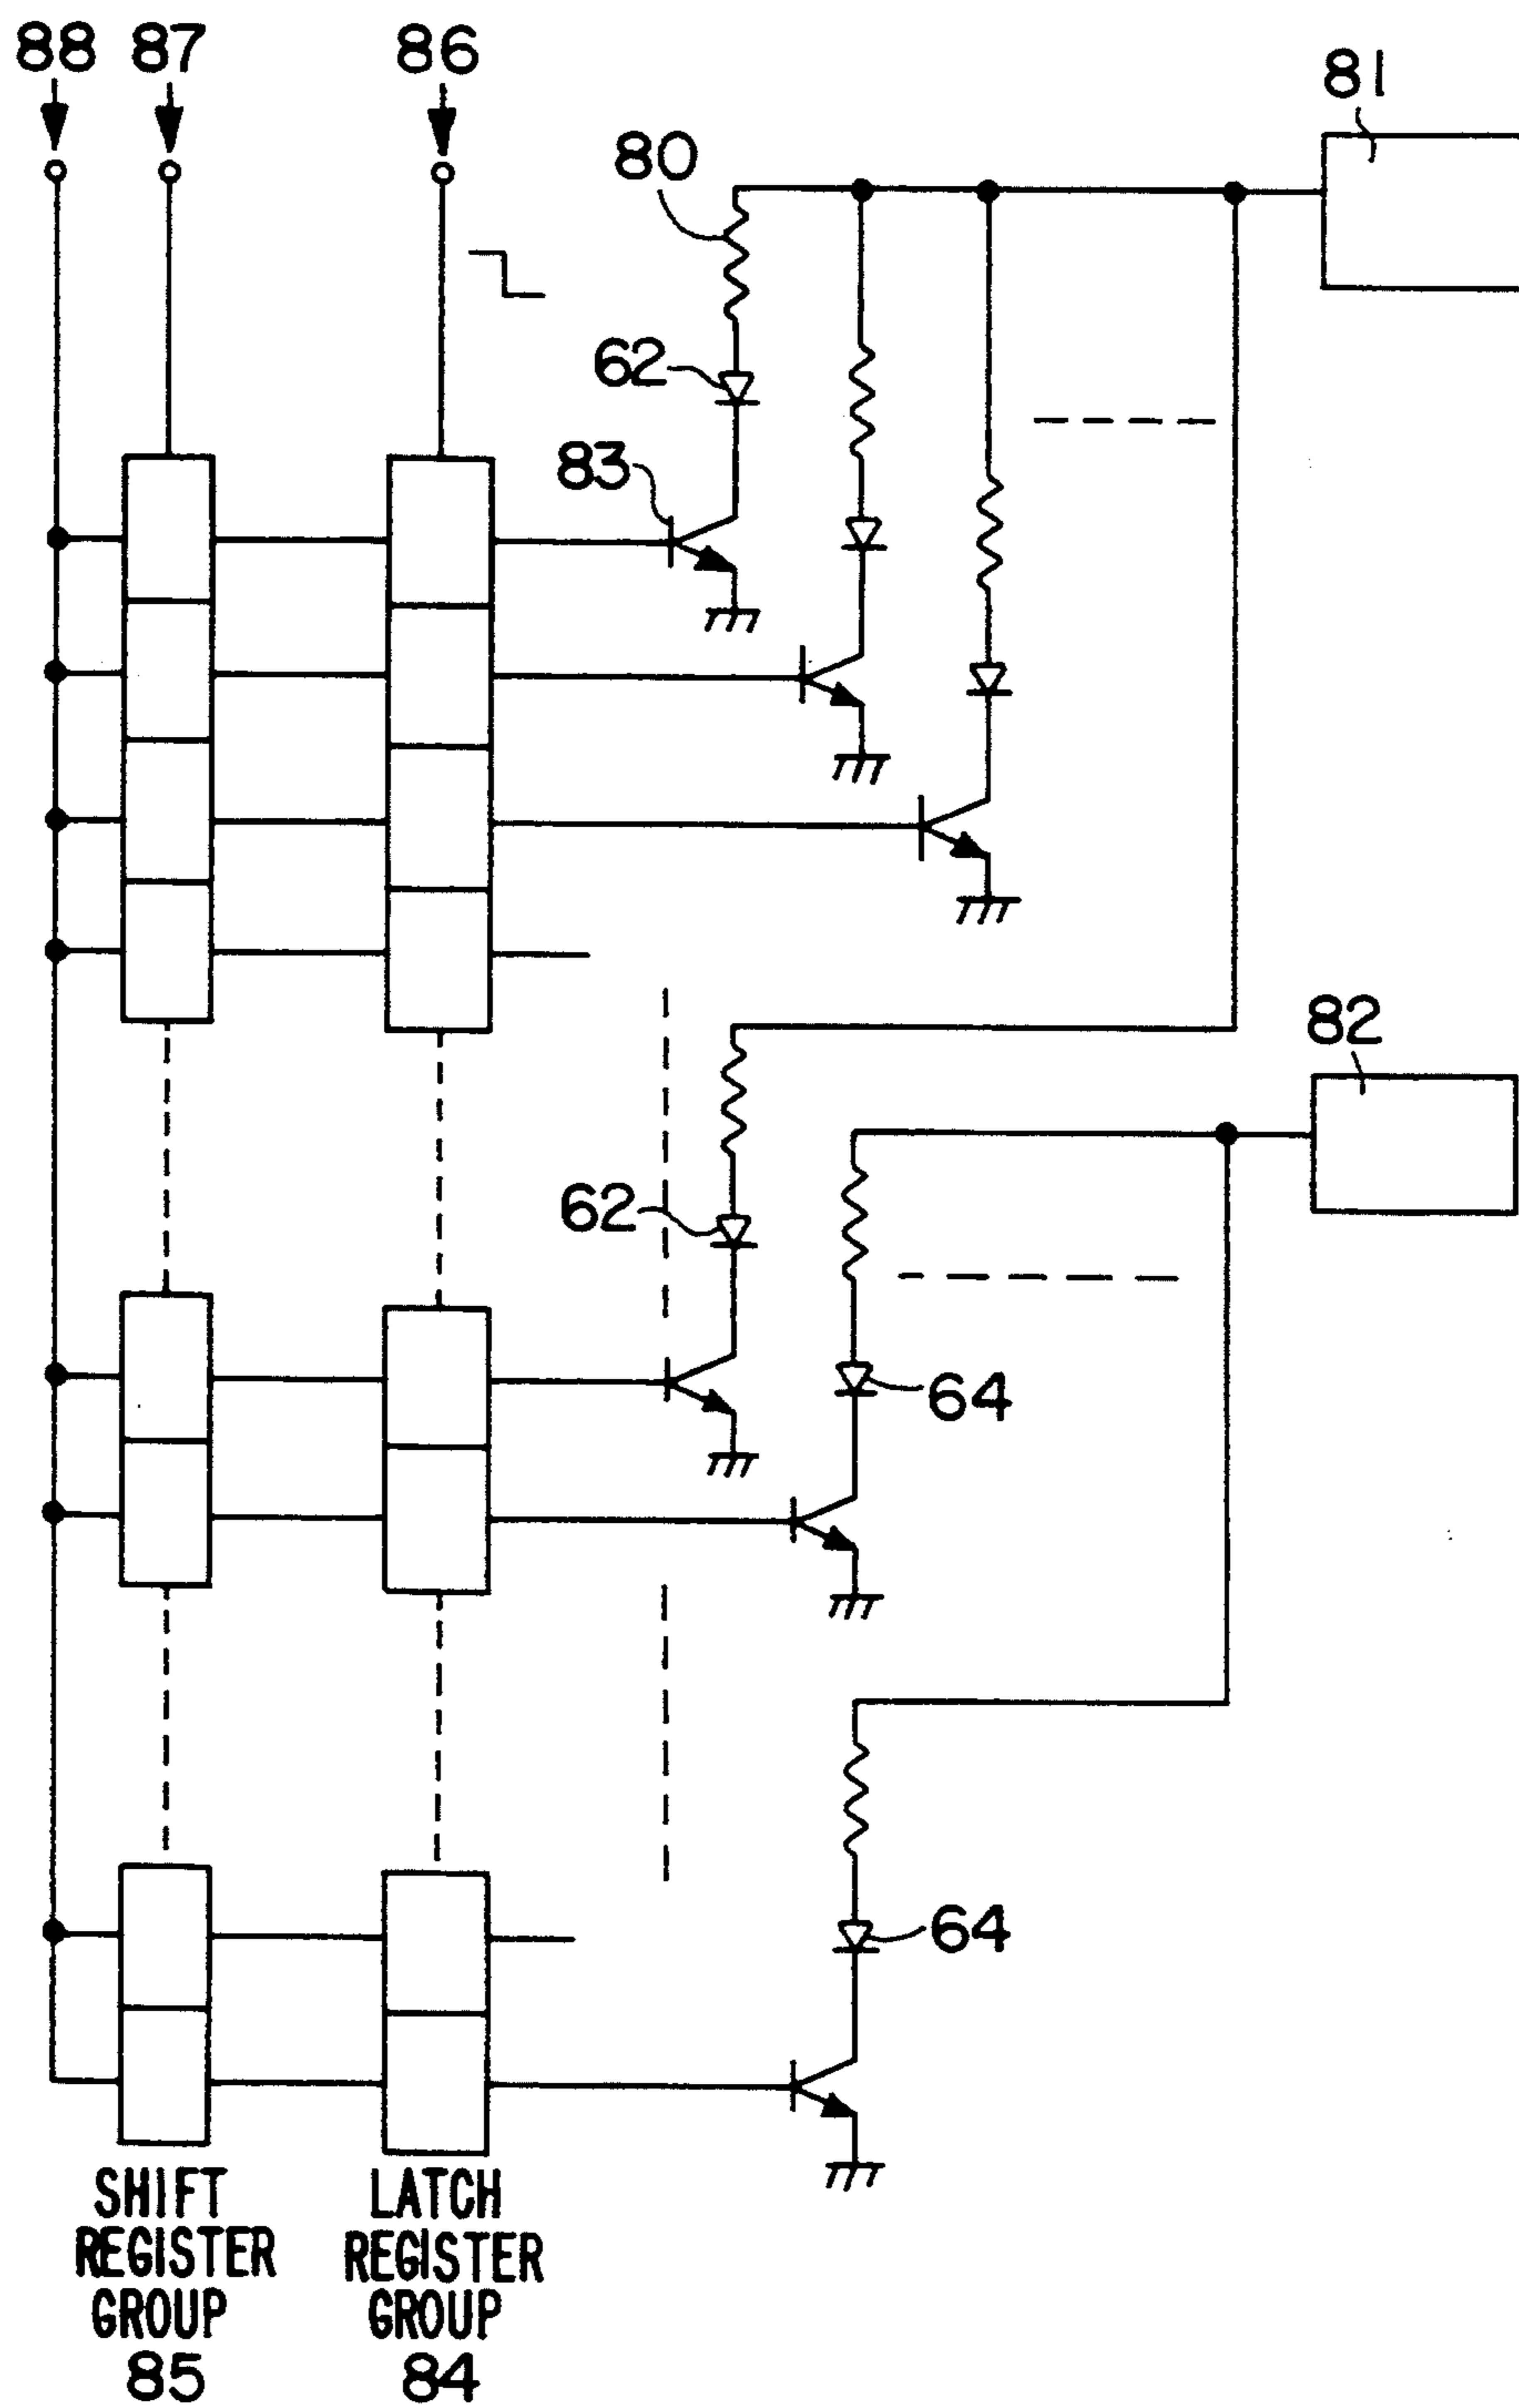 88 87 86
81
80
62
83
82
62
64
64
SHIFT
REGISTER
GROUP
85
LATCH
REGISTER
GROUP
84